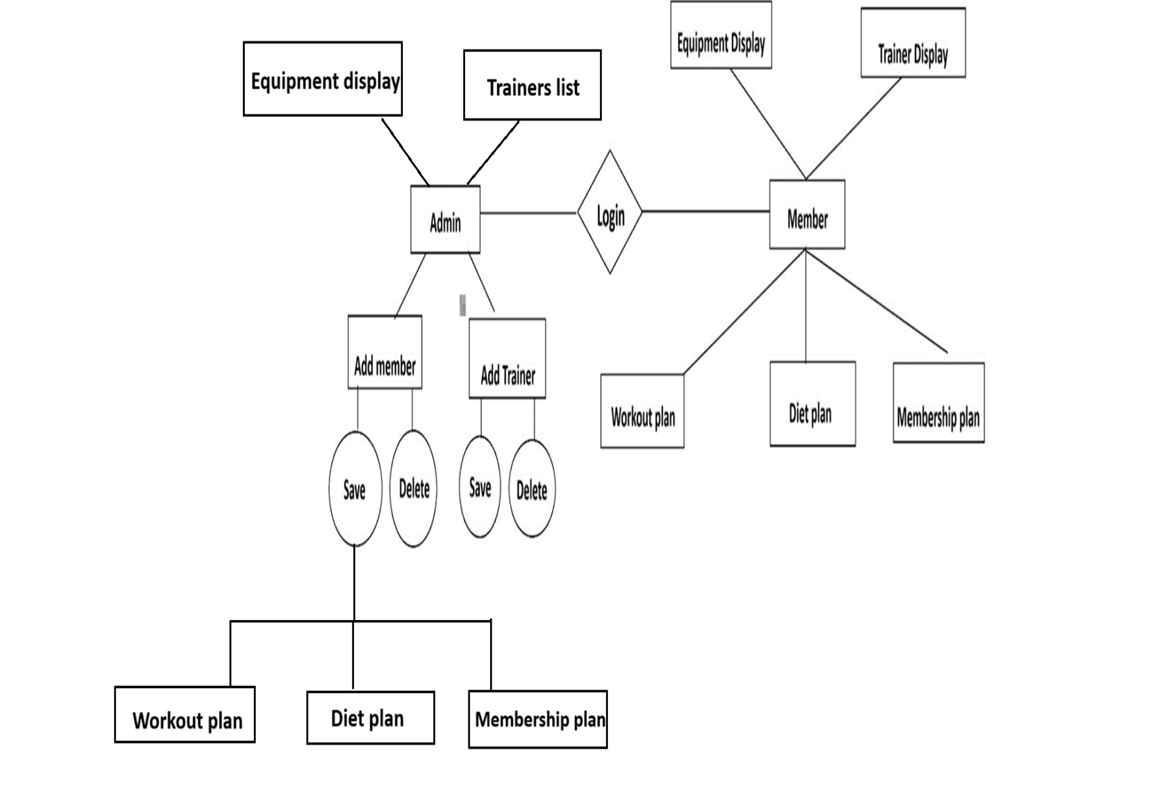 Equipment Display
Trainer Display
Equipment display
Trainers list
Admin
Login
Member
Add member
Add Trainer
Workout plan
Diet plan
Membership plan
Save
Delete
Save
Delete
Workout plan
Diet plan
Membership plan